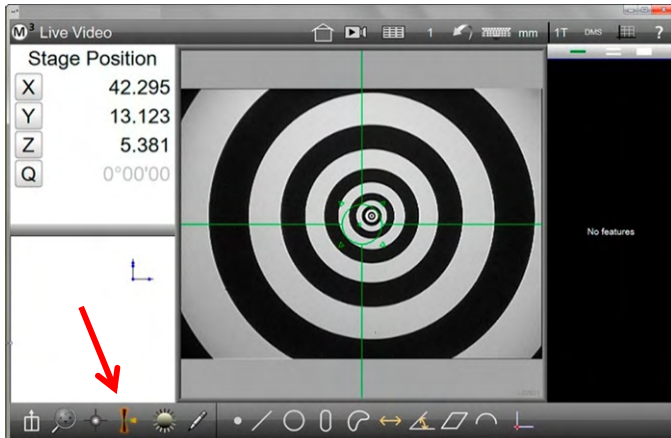 M3 Live Video
1
mm
1T
DMS
?
Stage Position
X 42.295
Y 13.123
Z 5.381
Q 0°00'00
No features